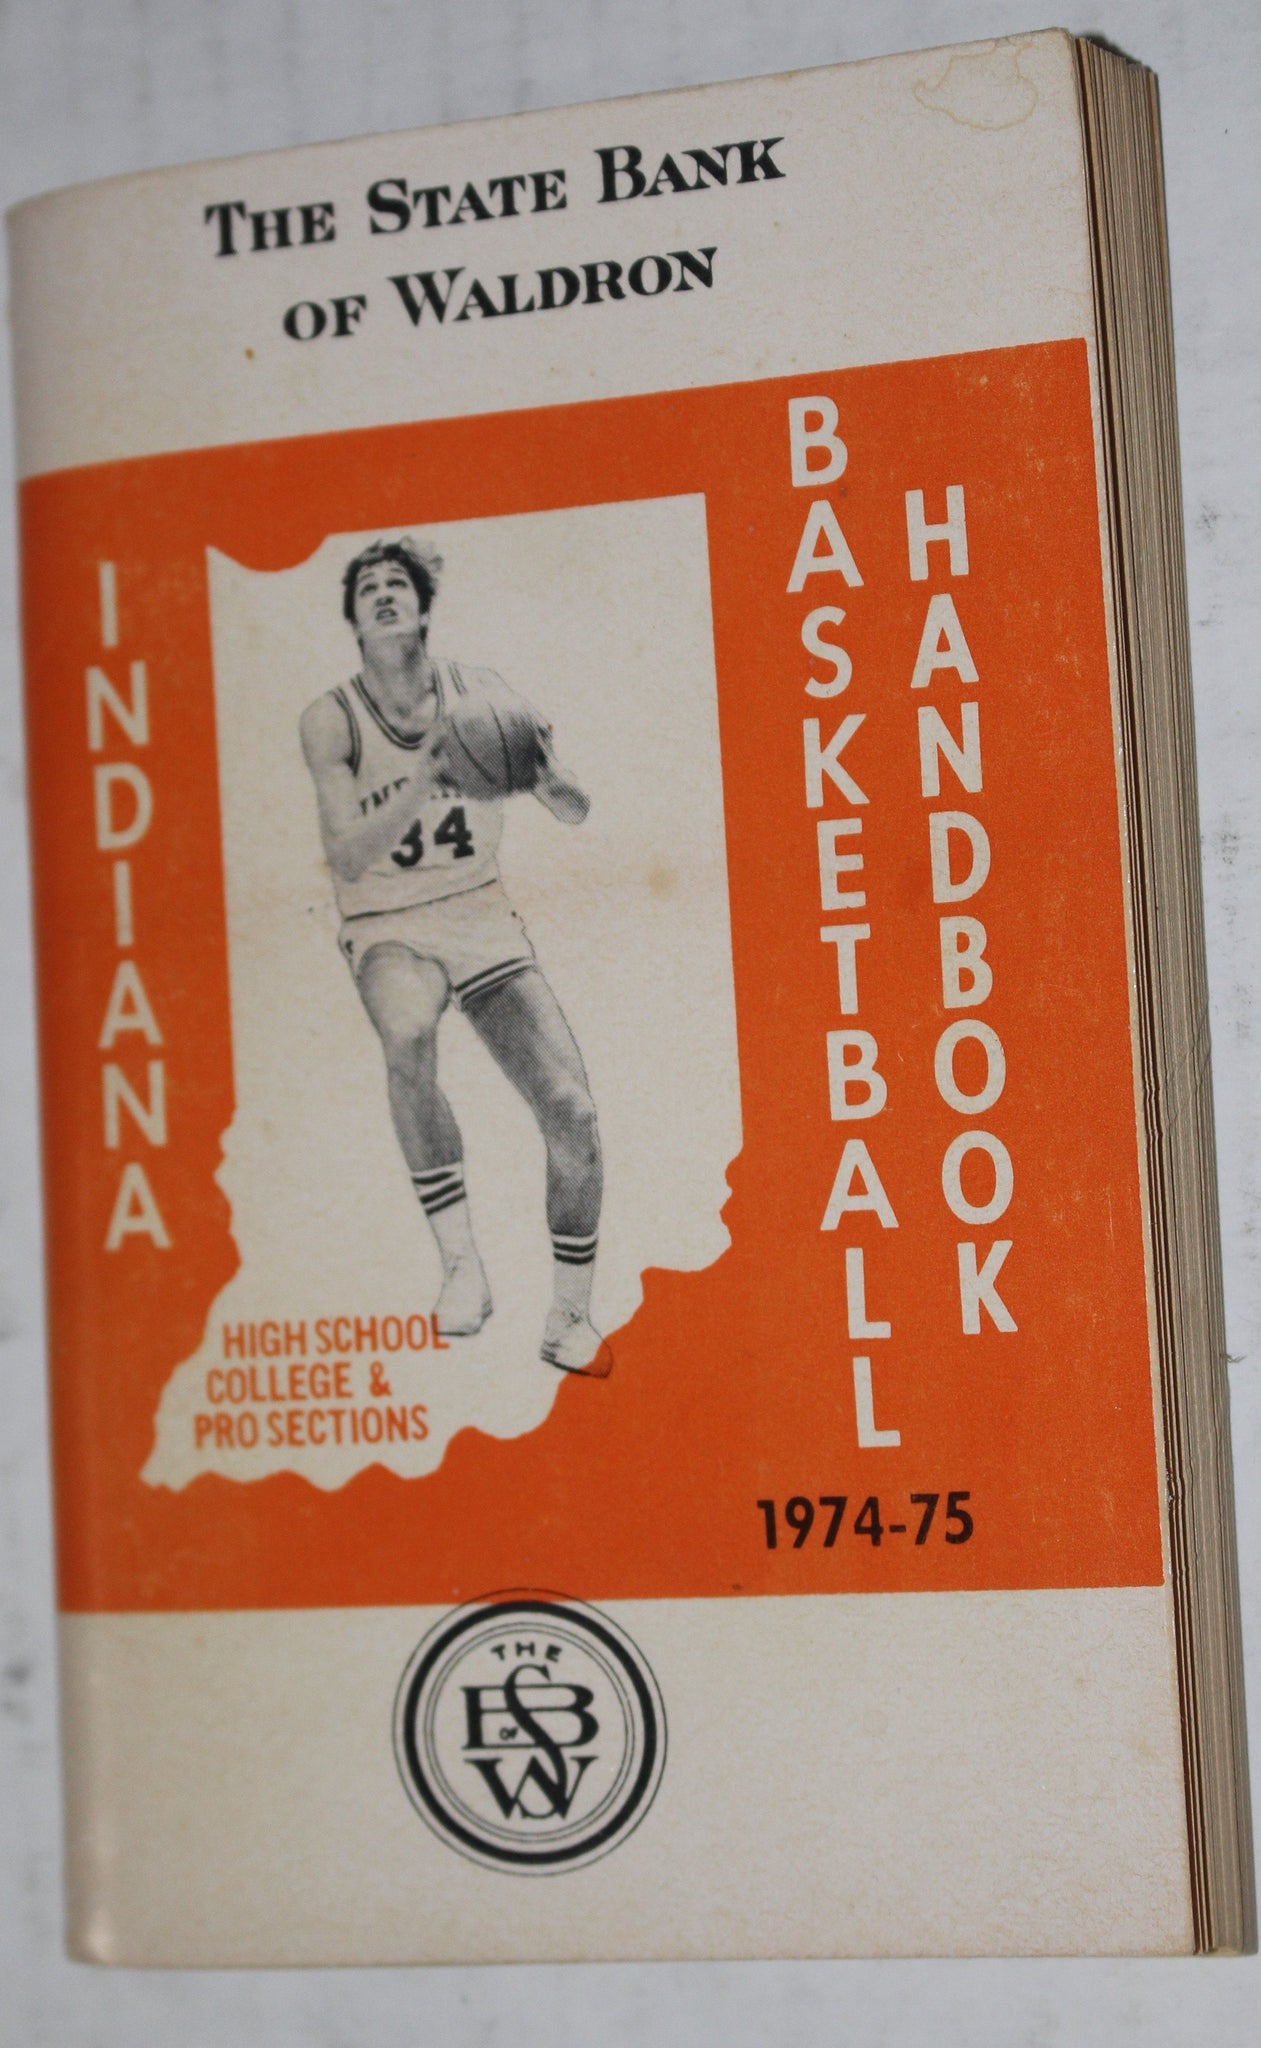 THE STATE BANK
OF WALDRON
INDIANA
BASKETBALL
HANDBOOK
34
HIGH SCHOOL
COLLEGE &
PRO SECTIONS
1974-75
THE
SB
OF
W